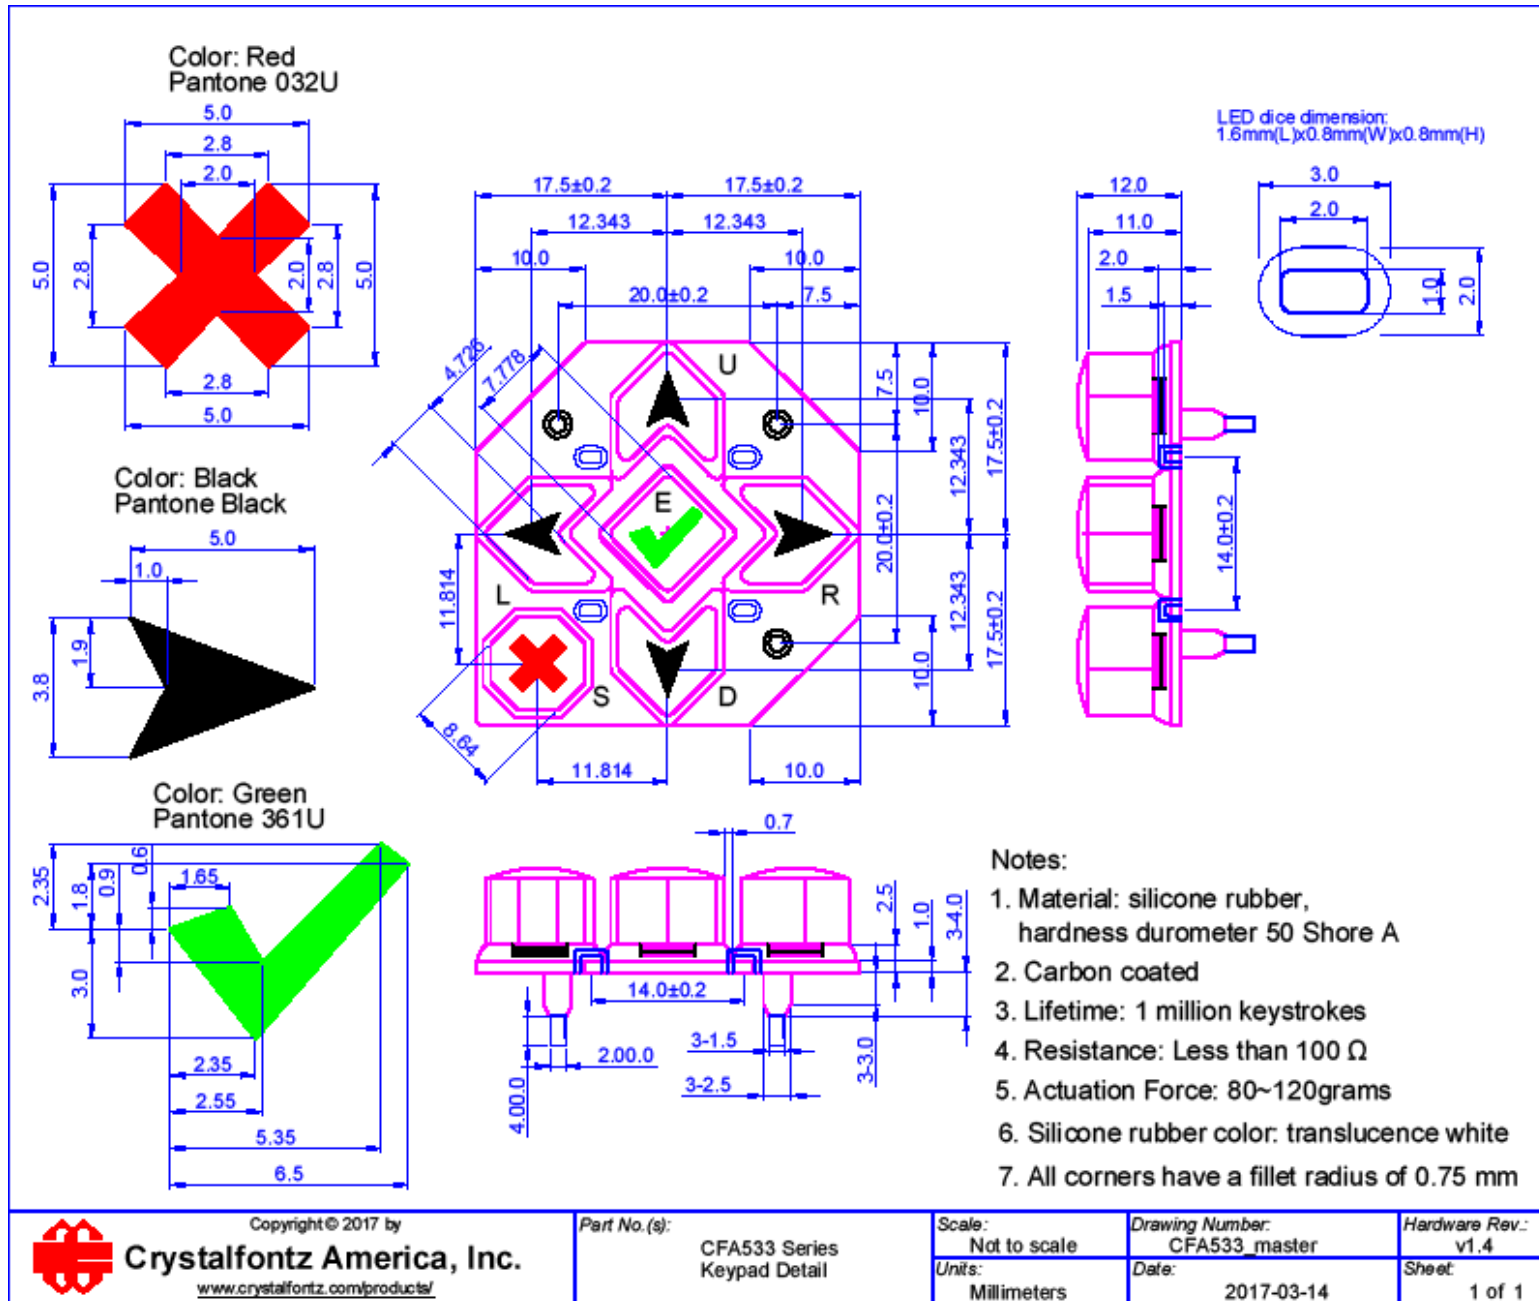 Color: Red
Pantone 032U
5.0
2.8
2.0
5.0
2.8
2.0
2.8
5.0
2.8
5.0
Color: Black
Pantone Black
5.0
1.0
1.9
3.8
Color: Green
Pantone 361U
2.35
1.8
0.9
0.6
1.65
3.0
2.35
2.55
5.35
6.5
17.5±0.2
17.5±0.2
12.343
12.343
10.0
10.0
20.0±0.2
7.5
4.726
7.778
U
E
L
R
S
D
7.5
10.0
12.343
17.5±0.2
20.0±0.2
12.343
17.5±0.2
10.0
11.814
8.64
11.814
10.0
12.0
11.0
2.0
1.5
14.0±0.2
LED dice dimension:
1.6mm(L)x0.8mm(W)x0.8mm(H)
3.0
2.0
1.0
2.0
0.7
2.5
1.0
3-4.0
14.0±0.2
2.00.0
4.00.0
3-1.5
3-2.5
3-3.0
Notes:
1. Material: silicone rubber,
hardness durometer 50 Shore A
2. Carbon coated
3. Lifetime: 1 million keystrokes
4. Resistance: Less than 100 Ω
5. Actuation Force: 80~120grams
6. Silicone rubber color: translucence white
7. All corners have a fillet radius of 0.75 mm
Copyright © 2017 by
Crystalfontz America, Inc.
www.crystalfontz.com/products/
Part No.(s):
CFA533 Series
Keypad Detail
Scale:
Not to scale
Drawing Number:
CFA533_master
Hardware Rev.:
v1.4
Units:
Millimeters
Date:
2017-03-14
Sheet:
1 of 1